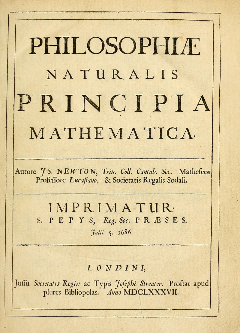 PHILOSOPHIÆ
NATURALIS
PRINCIPIA
MATHEMATICA.
Autore JS. NEWTON, Trin. Coll. Cantab. Soc. Matheseos
Professore Lucasiano, & Societatis Regalis Sodali.
IMPRIMATUR.
S. PEPYS, Reg. Soc. PRÆSES.
Julii 5. 1686.
LONDINI,
Jussu Societatis Regiæ ac Typis Josephi Streater. Prostat apud
plures Bibliopolas. Anno MDCLXXXVII.